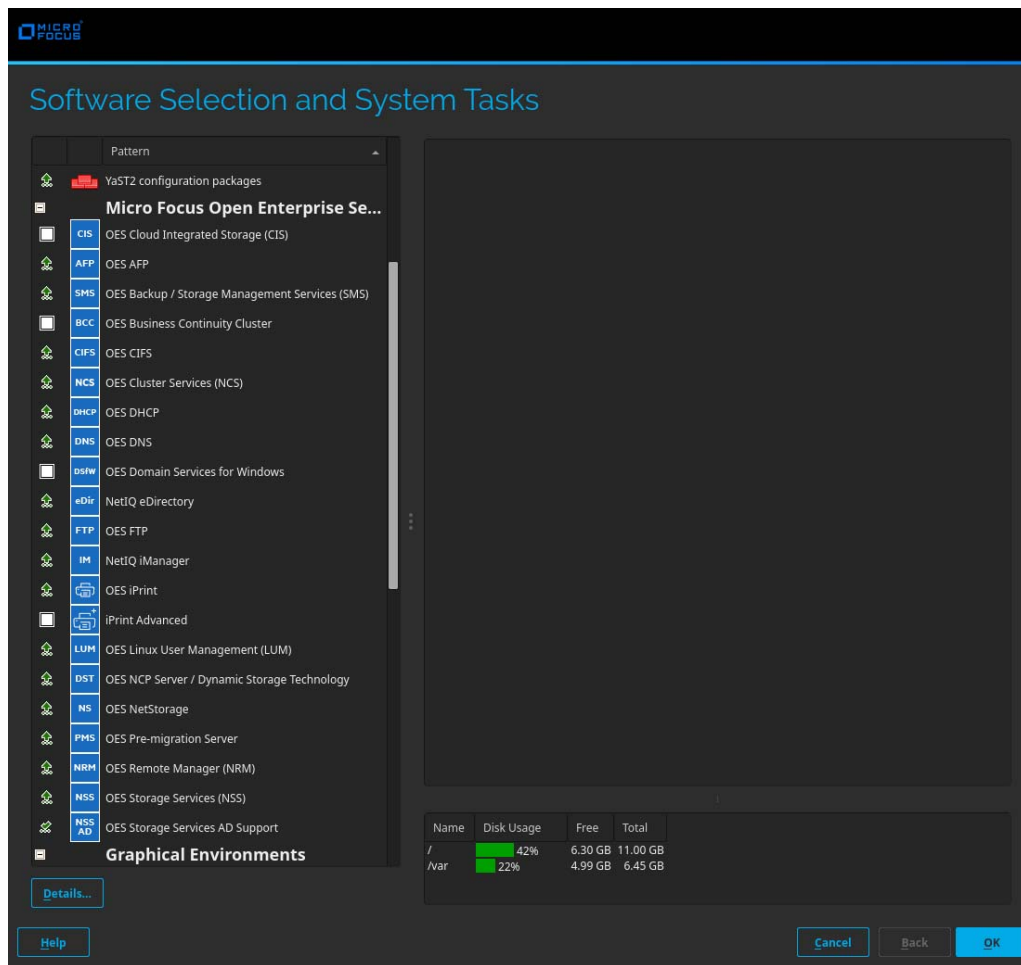 MICRO
FOCUS
Software Selection and System Tasks
Pattern
YaST2 configuration packages
Micro Focus Open Enterprise Se...
CIS OES Cloud Integrated Storage (CIS)
AFP OES AFP
SMS OES Backup / Storage Management Services (SMS)
BCC OES Business Continuity Cluster
CIFS OES CIFS
NCS OES Cluster Services (NCS)
DHCP OES DHCP
DNS OES DNS
DSfW OES Domain Services for Windows
eDir NetIQ eDirectory
FTP OES FTP
IM NetIQ iManager
OES iPrint
iPrint Advanced
LUM OES Linux User Management (LUM)
DST OES NCP Server / Dynamic Storage Technology
NS OES NetStorage
PMS OES Pre-migration Server
NRM OES Remote Manager (NRM)
NSS OES Storage Services (NSS)
NSS AD OES Storage Services AD Support
Graphical Environments
Name Disk Usage Free Total
/ 42% 6.30 GB 11.00 GB
/var 22% 4.99 GB 6.45 GB
Details...
Help Cancel Back OK